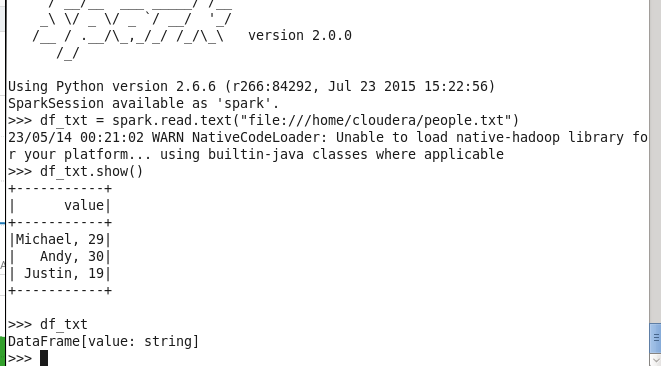 / __/__  ___ _____/ /__
_\ \/ _ \/ _ `/ __/  '_/
/__ / .__/\_,_/_/ /_/\_\   version 2.0.0
/_/
Using Python version 2.6.6 (r266:84292, Jul 23 2015 15:22:56)
SparkSession available as 'spark'.
>>> df_txt = spark.read.text("file:///home/cloudera/people.txt")
23/05/14 00:21:02 WARN NativeCodeLoader: Unable to load native-hadoop library fo
r your platform... using builtin-java classes where applicable
>>> df_txt.show()
+-----------+
|      value|
+-----------+
|Michael, 29|
|   Andy, 30|
| Justin, 19|
+-----------+
>>> df_txt
DataFrame[value: string]
>>>